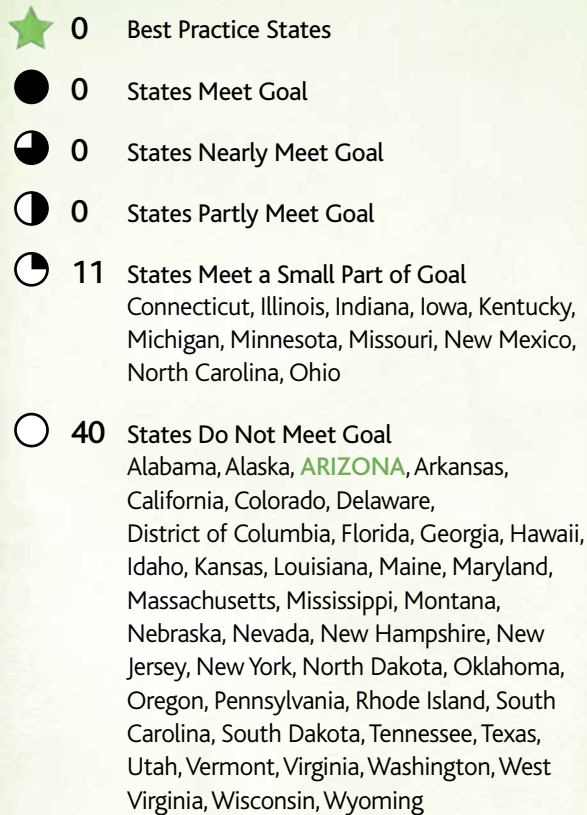 0 Best Practice States
0 States Meet Goal
0 States Nearly Meet Goal
0 States Partly Meet Goal
11 States Meet a Small Part of Goal
Connecticut, Illinois, Indiana, Iowa, Kentucky,
Michigan, Minnesota, Missouri, New Mexico,
North Carolina, Ohio
40 States Do Not Meet Goal
Alabama, Alaska, ARIZONA, Arkansas,
California, Colorado, Delaware,
District of Columbia, Florida, Georgia, Hawaii,
Idaho, Kansas, Louisiana, Maine, Maryland,
Massachusetts, Mississippi, Montana,
Nebraska, Nevada, New Hampshire, New
Jersey, New York, North Dakota, Oklahoma,
Oregon, Pennsylvania, Rhode Island, South
Carolina, South Dakota, Tennessee, Texas,
Utah, Vermont, Virginia, Washington, West
Virginia, Wisconsin, Wyoming